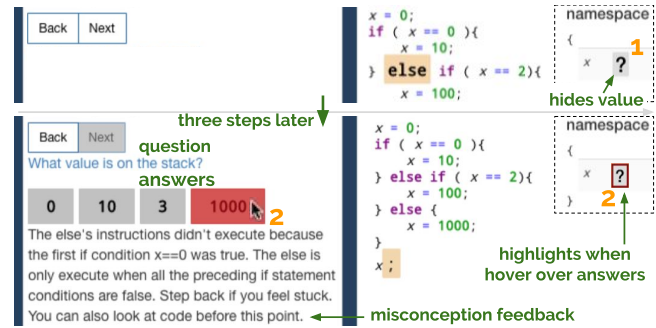 Back Next
x = 0;
if ( x == 0 ){
x = 10;
} else if ( x == 2){
x = 100;
namespace
{
x ?
1
hides value
three steps later
Back Next
question
What value is on the stack?
answers
0 10 3 1000
2
The else's instructions didn't execute because
the first if condition x==0 was true. The else is
only execute when all the preceding if statement
conditions are false. Step back if you feel stuck.
You can also look at code before this point.
misconception feedback
x = 0;
if ( x == 0 ){
x = 10;
} else if ( x == 2){
x = 100;
} else {
x = 1000;
}
x ;
namespace
{
x ?
2
}
highlights when
hover over answers